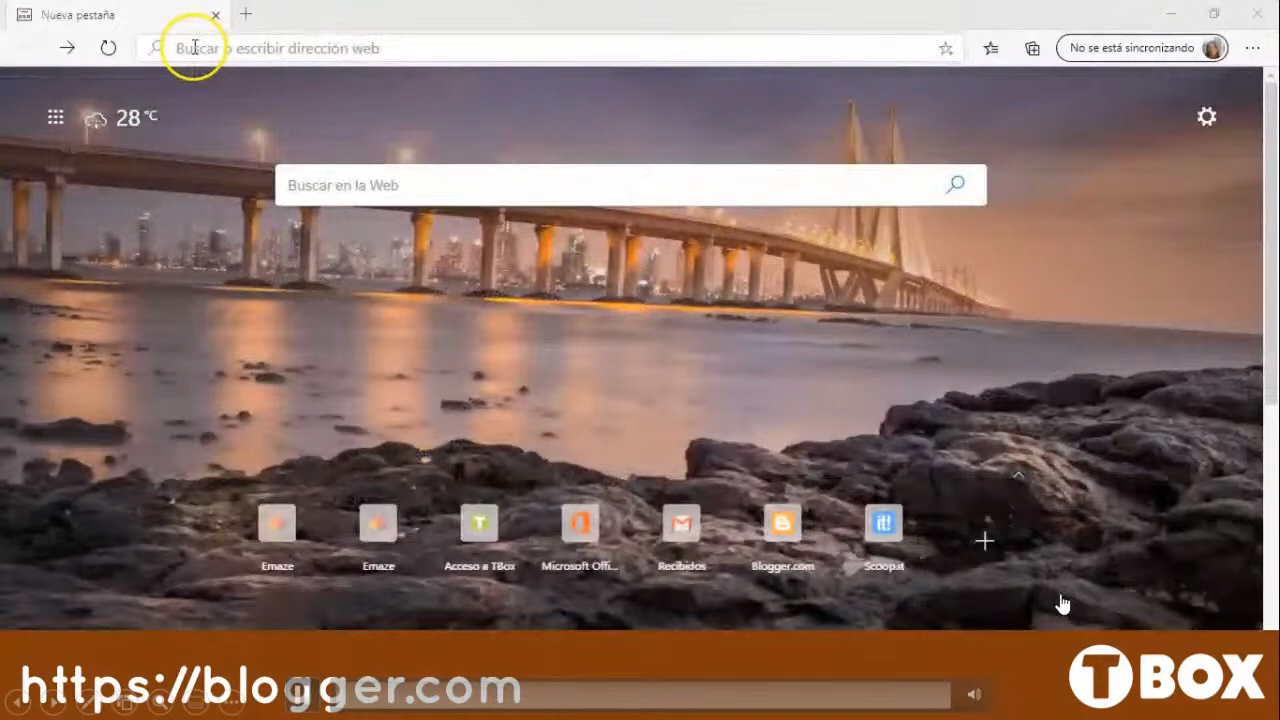 Nueva pestaña
Buscar o escribir dirección web
No se está sincronizando
28 °C
Buscar en la Web
Emaze
Emaze
Acceso a TBox
Microsoft Offi...
Recibidos
Blogger.com
Scoop.it
https://blogger.com
TBOX